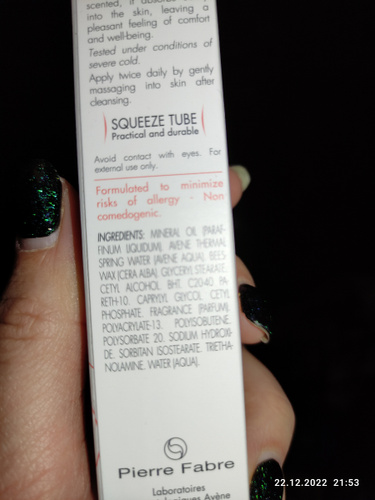 scented, it
into the skin, leaving a
pleasant feeling of comfort
and well-being.
Tested under conditions of
severe cold.
Apply twice daily by gently
massaging into skin after
cleansing.
SQUEEZE TUBE
Practical and durable
Avoid contact with eyes. For
external use only.
Formulated to minimize
risks of allergy - Non-
comedogenic.
INGREDIENTS: MINERAL OIL (PARAF-
FINUM LIQUIDUM). AVENE THERMAL
SPRING WATER (AVENE AQUA). BEES-
WAX (CERA ALBA). GLYCERYL STEARATE.
CETYL ALCOHOL. BHT. C20-40 PA-
RETH-10. CAPRYLYL GLYCOL. CETYL
PHOSPHATE. FRAGRANCE (PARFUM).
POLYACRYLATE-13. POLYISOBUTENE.
POLYSORBATE 20. SODIUM HYDROXI-
DE. SORBITAN ISOSTEARATE. TRIETHA-
NOLAMINE. WATER (AQUA).
Pierre Fabre
Laboratoires
Avène
22.12.2022 21:53